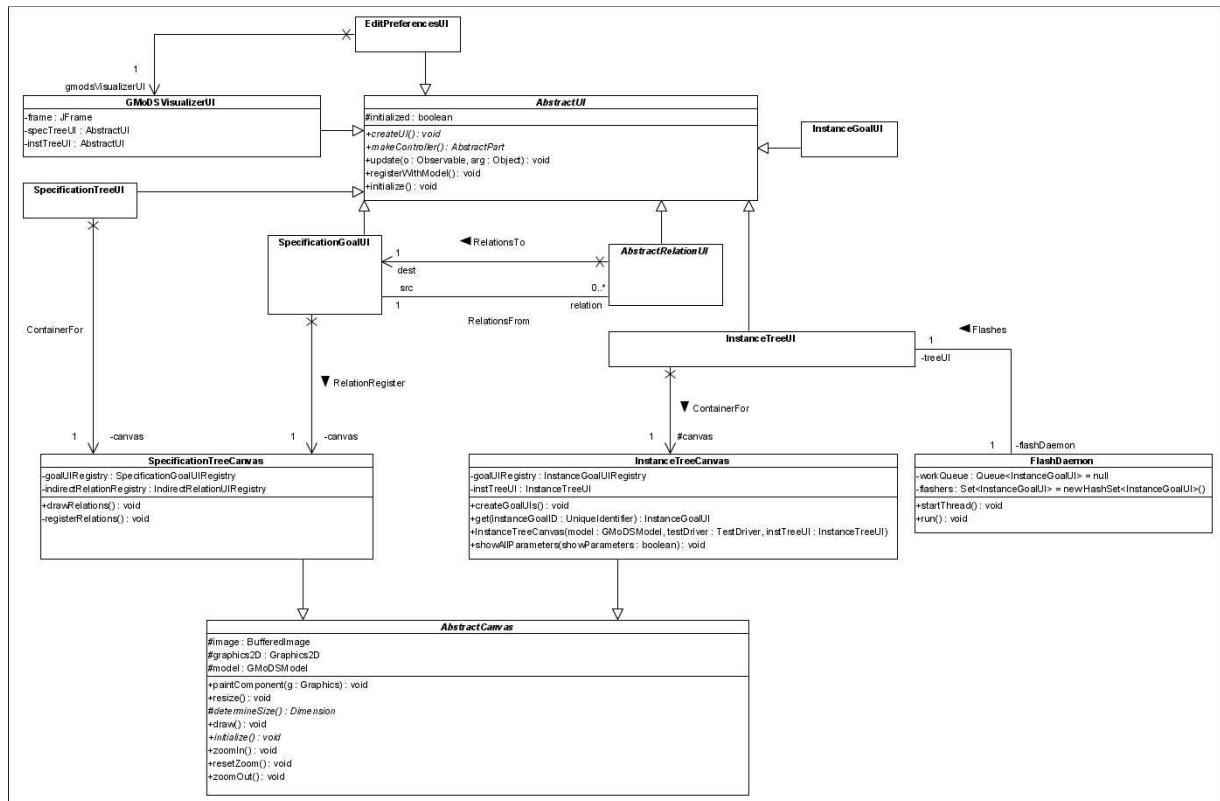 EditPreferencesUI
1
gmodsVisualizerUI
GMoDSVisualizerUI
-frame : JFrame
-specTreeUI : AbstractUI
-instTreeUI : AbstractUI
AbstractUI
#initialized : boolean
+createUI() : void
+makeController() : AbstractPart
+update(o : Observable, arg : Object) : void
+registerWithModel() : void
+initialize() : void
InstanceGoalUI
SpecificationTreeUI
SpecificationGoalUI
RelationsTo
1
dest
src
1
0..*
relation
RelationsFrom
AbstractRelationUI
ContainerFor
InstanceTreeUI
Flashes
1
-treeUI
RelationRegister
ContainerFor
1
-canvas
1
-canvas
1
#canvas
1
-flashDaemon
SpecificationTreeCanvas
-goalUIRegistry : SpecificationGoalUIRegistry
-indirectRelationRegistry : IndirectRelationUIRegistry
+drawRelations() : void
-registerRelations() : void
InstanceTreeCanvas
-goalUIRegistry : InstanceGoalUIRegistry
-instTreeUI : InstanceTreeUI
+createGoalUIs() : void
+get(instanceGoalID : UniqueIdentifier) : InstanceGoalUI
+InstanceTreeCanvas(model : GMoDSModel, testDriver : TestDriver, instTreeUI : InstanceTreeUI)
+showAllParameters(showParameters : boolean) : void
FlashDaemon
-workQueue : Queue<InstanceGoalUI> = null
-flashers : Set<InstanceGoalUI> = newHashSet<InstanceGoalUI>()
+startThread() : void
+run() : void
AbstractCanvas
#image : BufferedImage
#graphics2D : Graphics2D
#model : GMoDSModel
+paintComponent(g : Graphics) : void
+resize() : void
#determineSize() : Dimension
+draw() : void
+initialize() : void
+zoomIn() : void
+resetZoom() : void
+zoomOut() : void